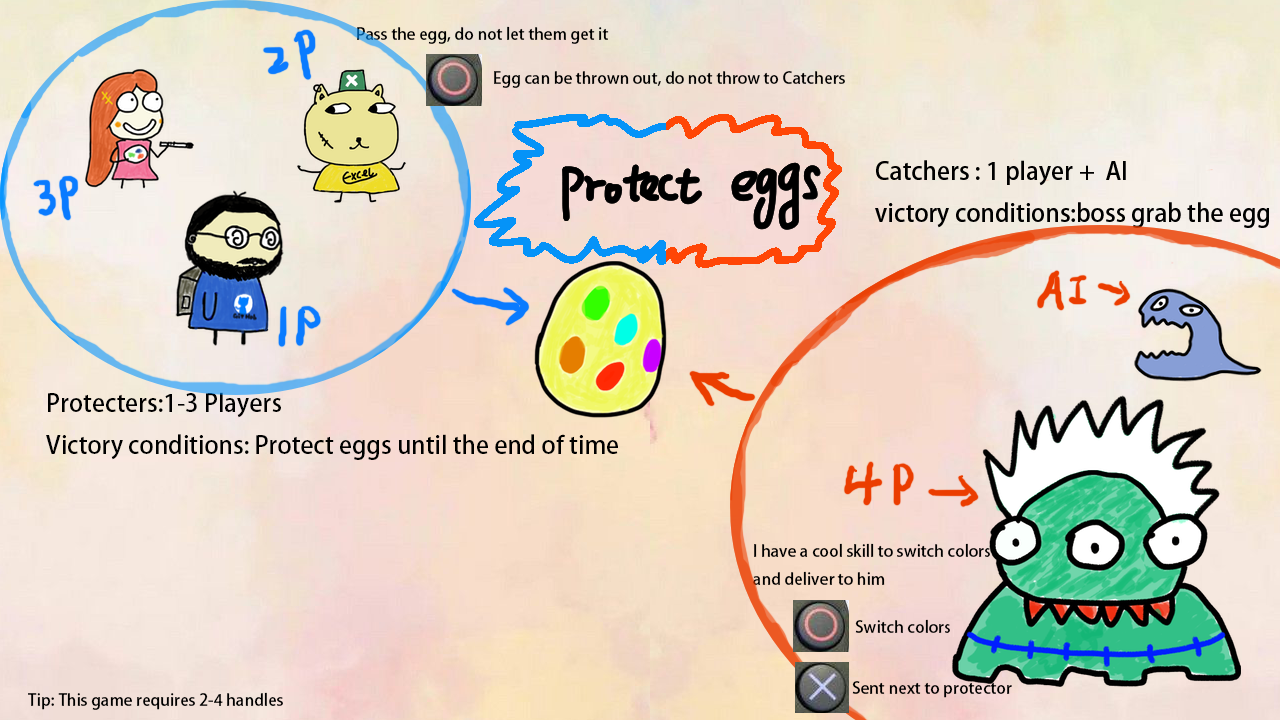 Pass the egg, do not let them get it
Egg can be thrown out, do not throw to Catchers
2P
3P
1P
Excel
GitHub
Protect eggs
Catchers : 1 player + AI
victory conditions:boss grab the egg
AI
Protecters:1-3 Players
Victory conditions: Protect eggs until the end of time
4P
I have a cool skill to switch colors
and deliver to him
Switch colors
Sent next to protector
Tip: This game requires 2-4 handles